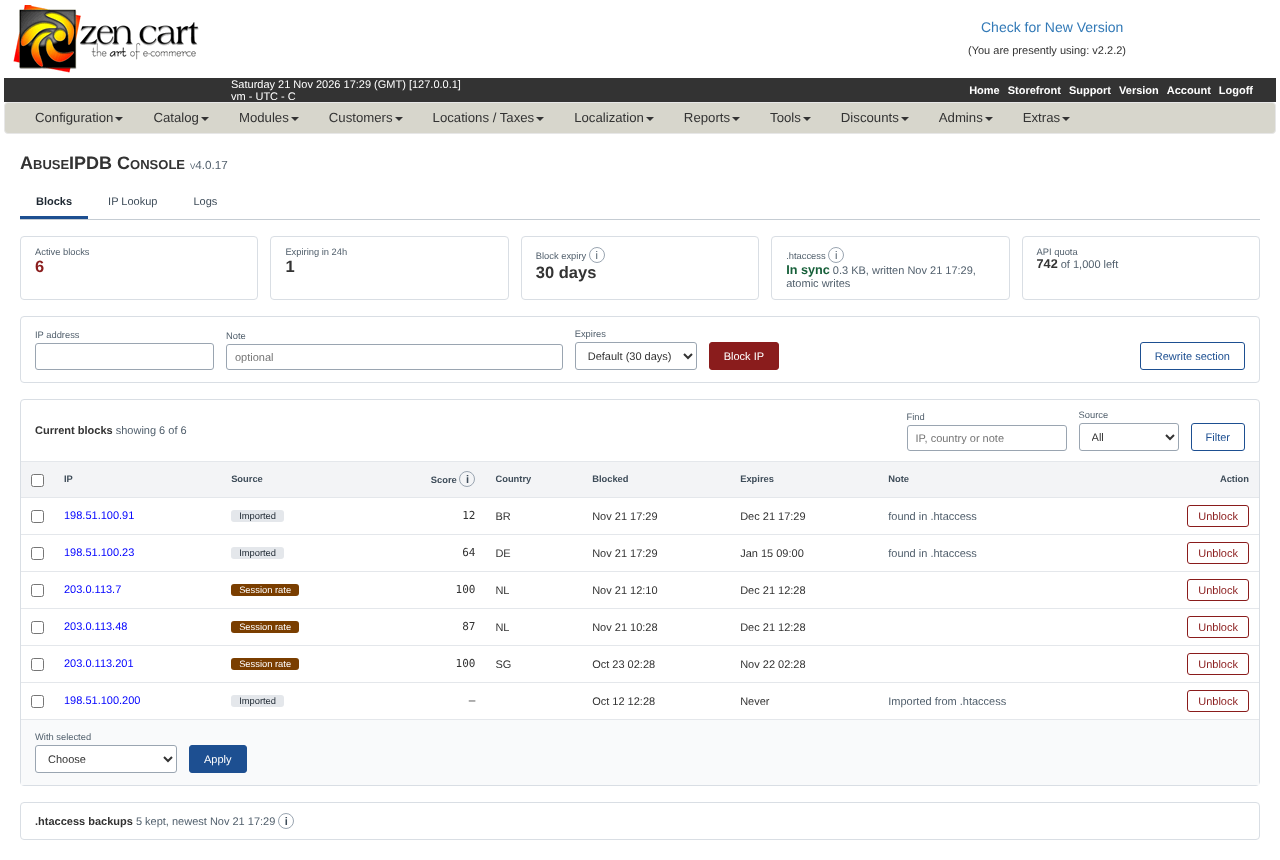 zen cart
the art of e-commerce
Check for New Version
(You are presently using: v2.2.2)
Saturday 21 Nov 2026 17:29 (GMT) [127.0.0.1]
vm - UTC - C
Home Storefront Support Version Account Logoff
Configuration Catalog Modules Customers Locations / Taxes Localization Reports Tools Discounts Admins Extras
AbuseIPDB Console v4.0.17
Blocks IP Lookup Logs
Active blocks
6
Expiring in 24h
1
Block expiry i
30 days
.htaccess i
In sync 0.3 KB, written Nov 21 17:29,
atomic writes
API quota
742 of 1,000 left
IP address
Note
optional
Expires
Default (30 days)
Block IP
Rewrite section
Current blocks showing 6 of 6
Find
IP, country or note
Source
All
Filter
IP Source Score i Country Blocked Expires Note Action
198.51.100.91 Imported 12 BR Nov 21 17:29 Dec 21 17:29 found in .htaccess Unblock
198.51.100.23 Imported 64 DE Nov 21 17:29 Jan 15 09:00 found in .htaccess Unblock
203.0.113.7 Session rate 100 NL Nov 21 12:10 Dec 21 12:28 Unblock
203.0.113.48 Session rate 87 NL Nov 21 10:28 Dec 21 12:28 Unblock
203.0.113.201 Session rate 100 SG Oct 23 02:28 Nov 22 02:28 Unblock
198.51.100.200 Imported – Oct 12 12:28 Never Imported from .htaccess Unblock
With selected
Choose
Apply
.htaccess backups 5 kept, newest Nov 21 17:29 i